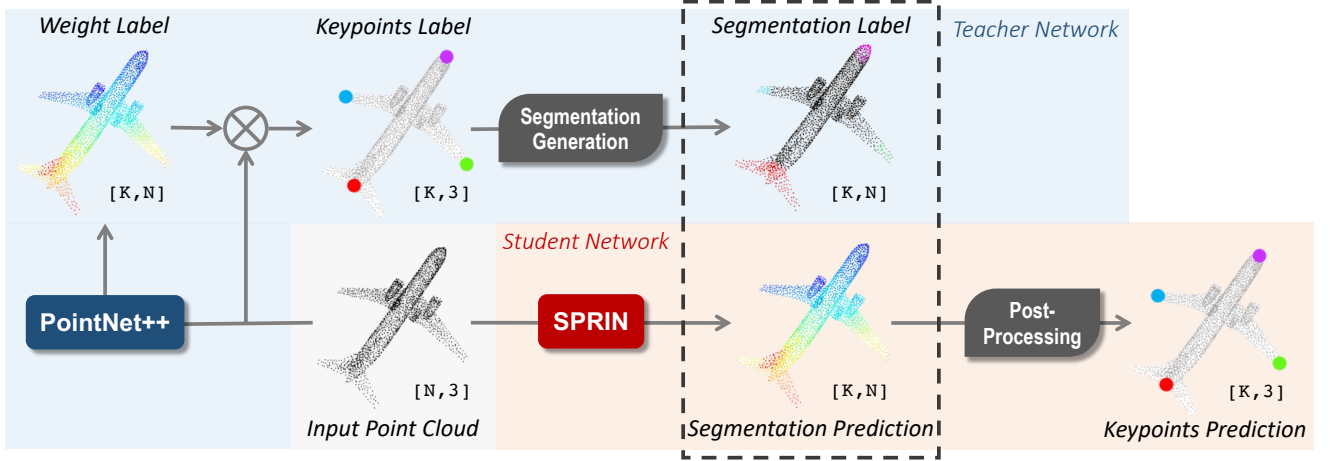 Weight Label
Keypoints Label
Segmentation Label
Teacher Network
Segmentation
Generation
[K,N]
[K,3]
[K,N]
Student Network
PointNet++
SPRIN
Post-
Processing
[N,3]
[K,N]
[K,3]
Input Point Cloud
Segmentation Prediction
Keypoints Prediction